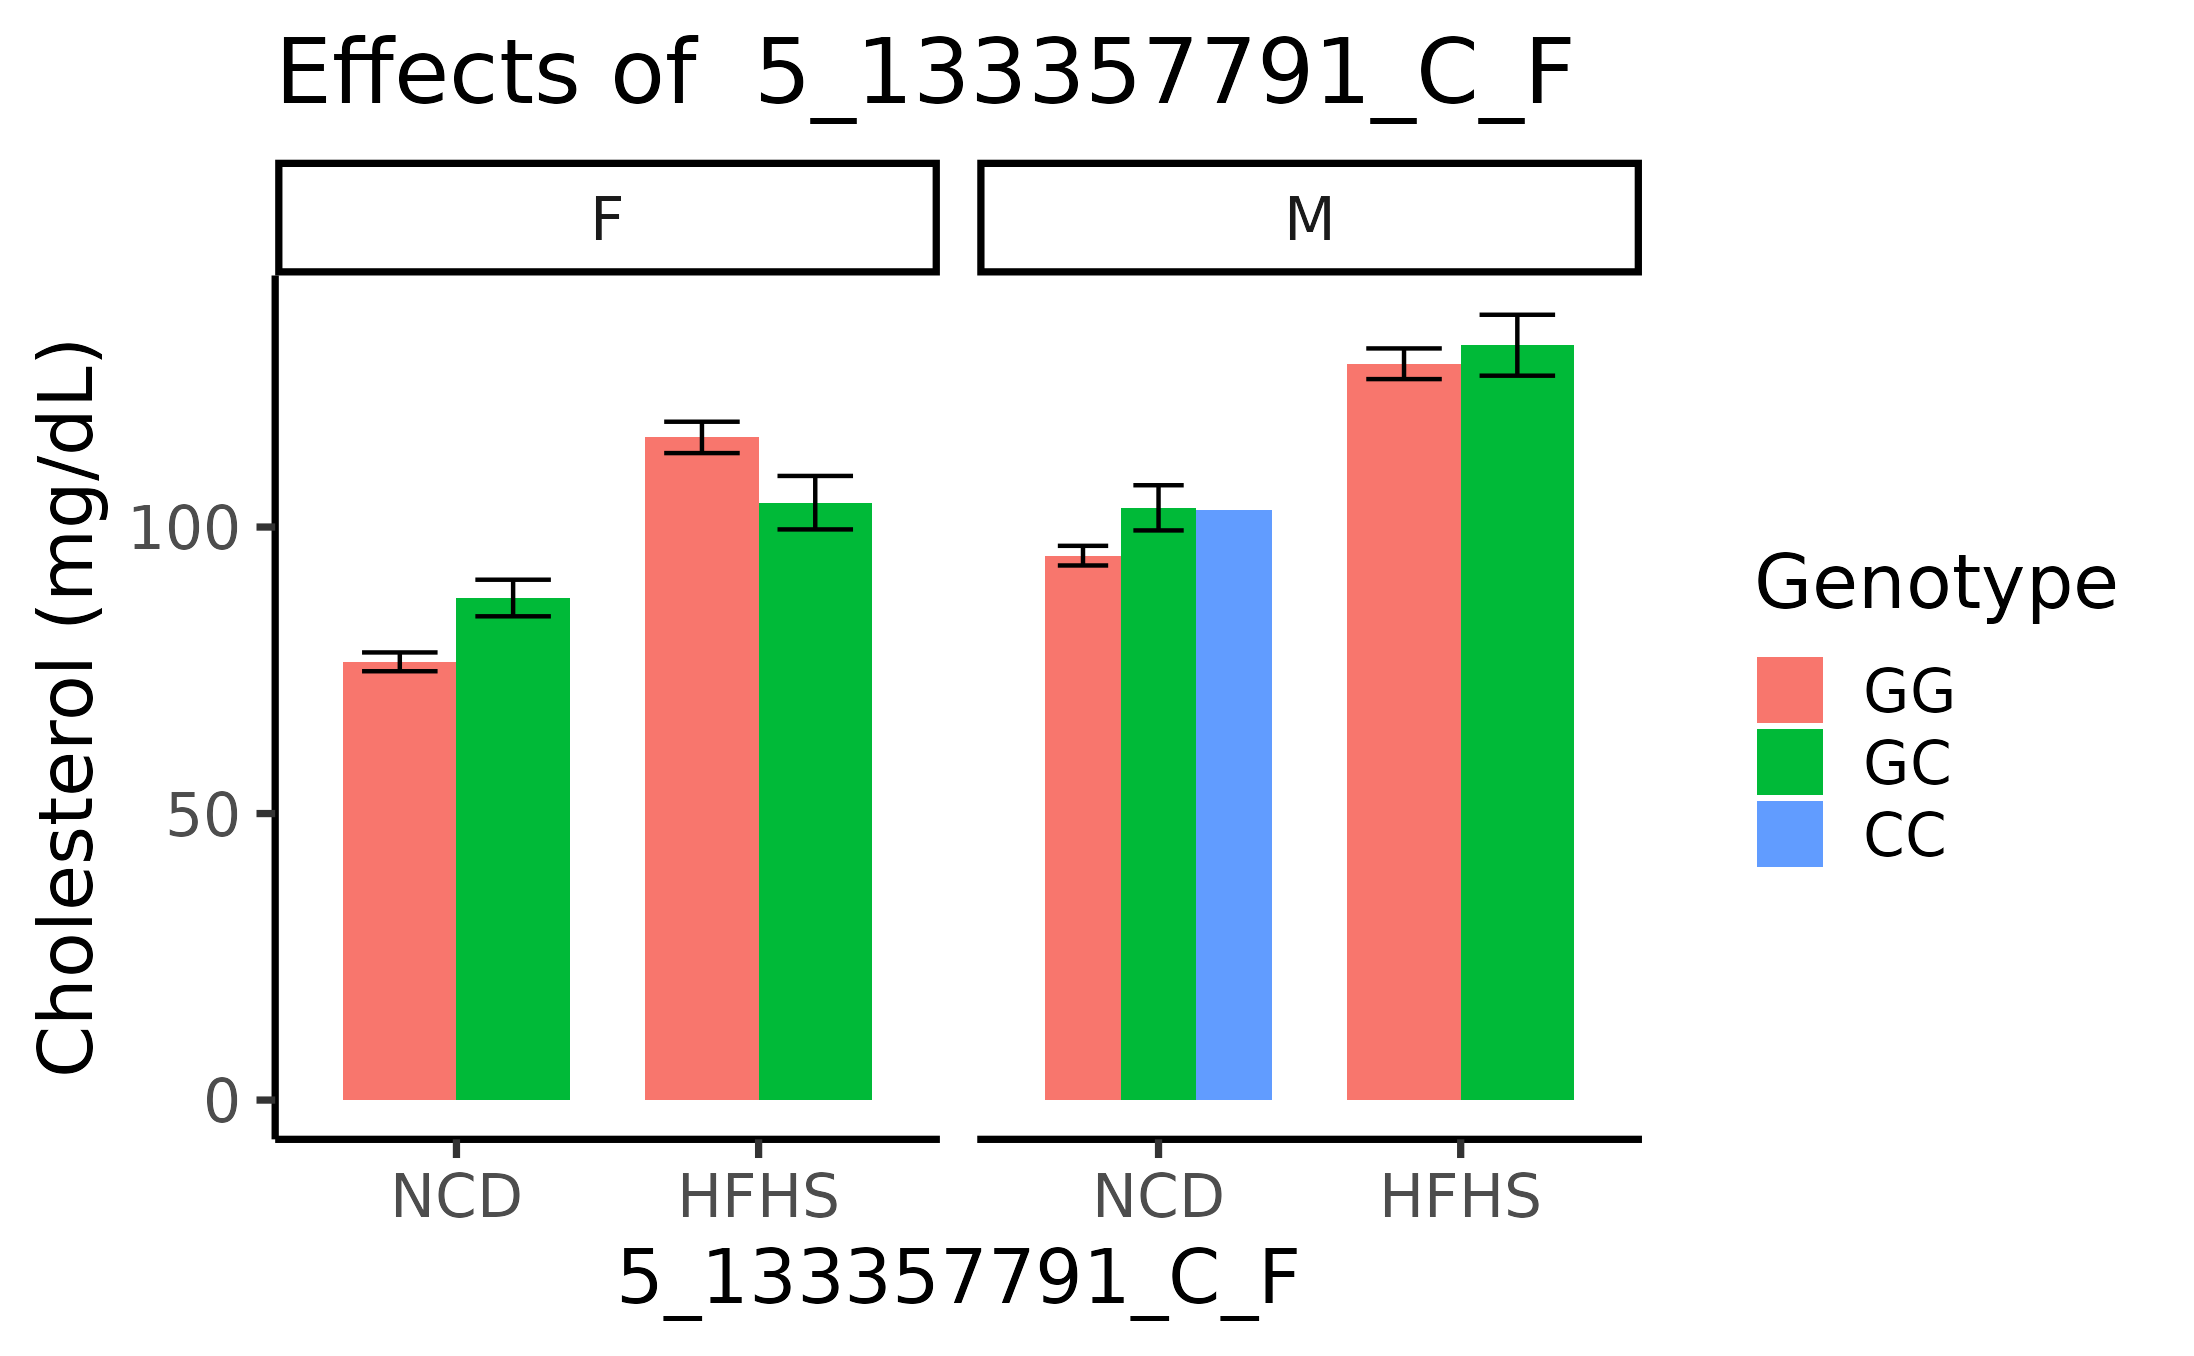 Effects of  5_133357791_C_F
F
M
Cholesterol (mg/dL)
100
50
0
NCD
HFHS
NCD
HFHS
5_133357791_C_F
Genotype
GG
GC
CC